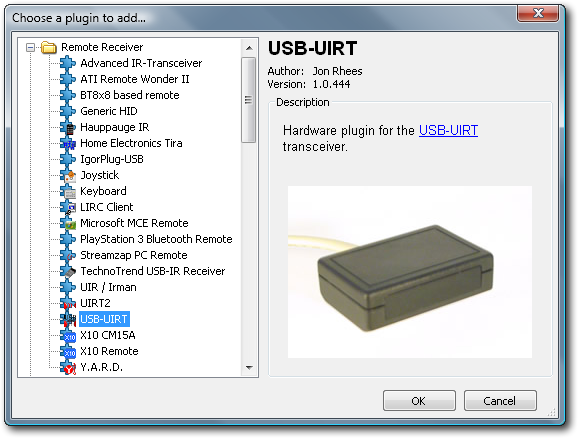 Choose a plugin to add...
Remote Receiver
Advanced IR-Transceiver
ATI Remote Wonder II
BT8x8 based remote
Generic HID
Hauppauge IR
Home Electronics Tira
IgorPlug-USB
Joystick
Keyboard
LIRC Client
Microsoft MCE Remote
PlayStation 3 Bluetooth Remote
Streamzap PC Remote
TechnoTrend USB-IR Receiver
UIR / Irman
UIRT2
USB-UIRT
X10 CM15A
X10 Remote
Y.A.R.D.
USB-UIRT
Author: Jon Rhees
Version: 1.0.444
Description
Hardware plugin for the USB-UIRT
transceiver.
OK
Cancel